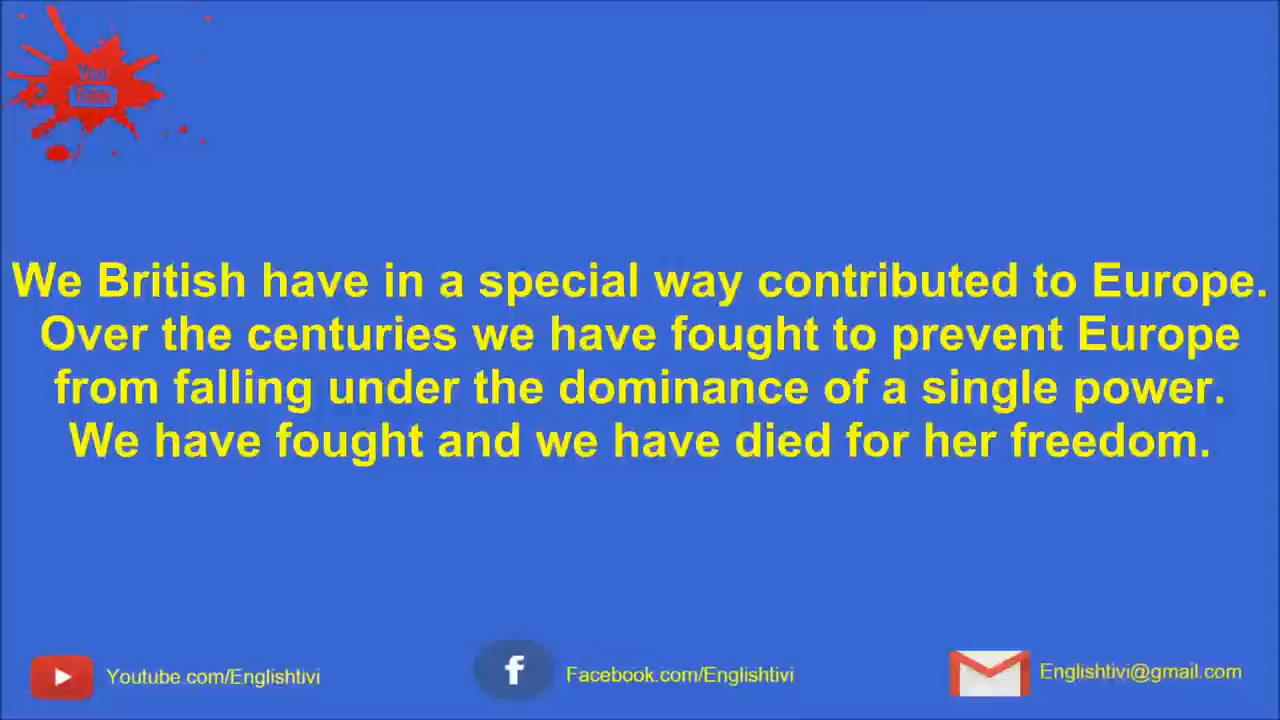 You
Tube
We British have in a special way contributed to Europe.
Over the centuries we have fought to prevent Europe
from falling under the dominance of a single power.
We have fought and we have died for her freedom.
Youtube.com/Englishtivi
f
Facebook.com/Englishtivi
Englishtivi@gmail.com